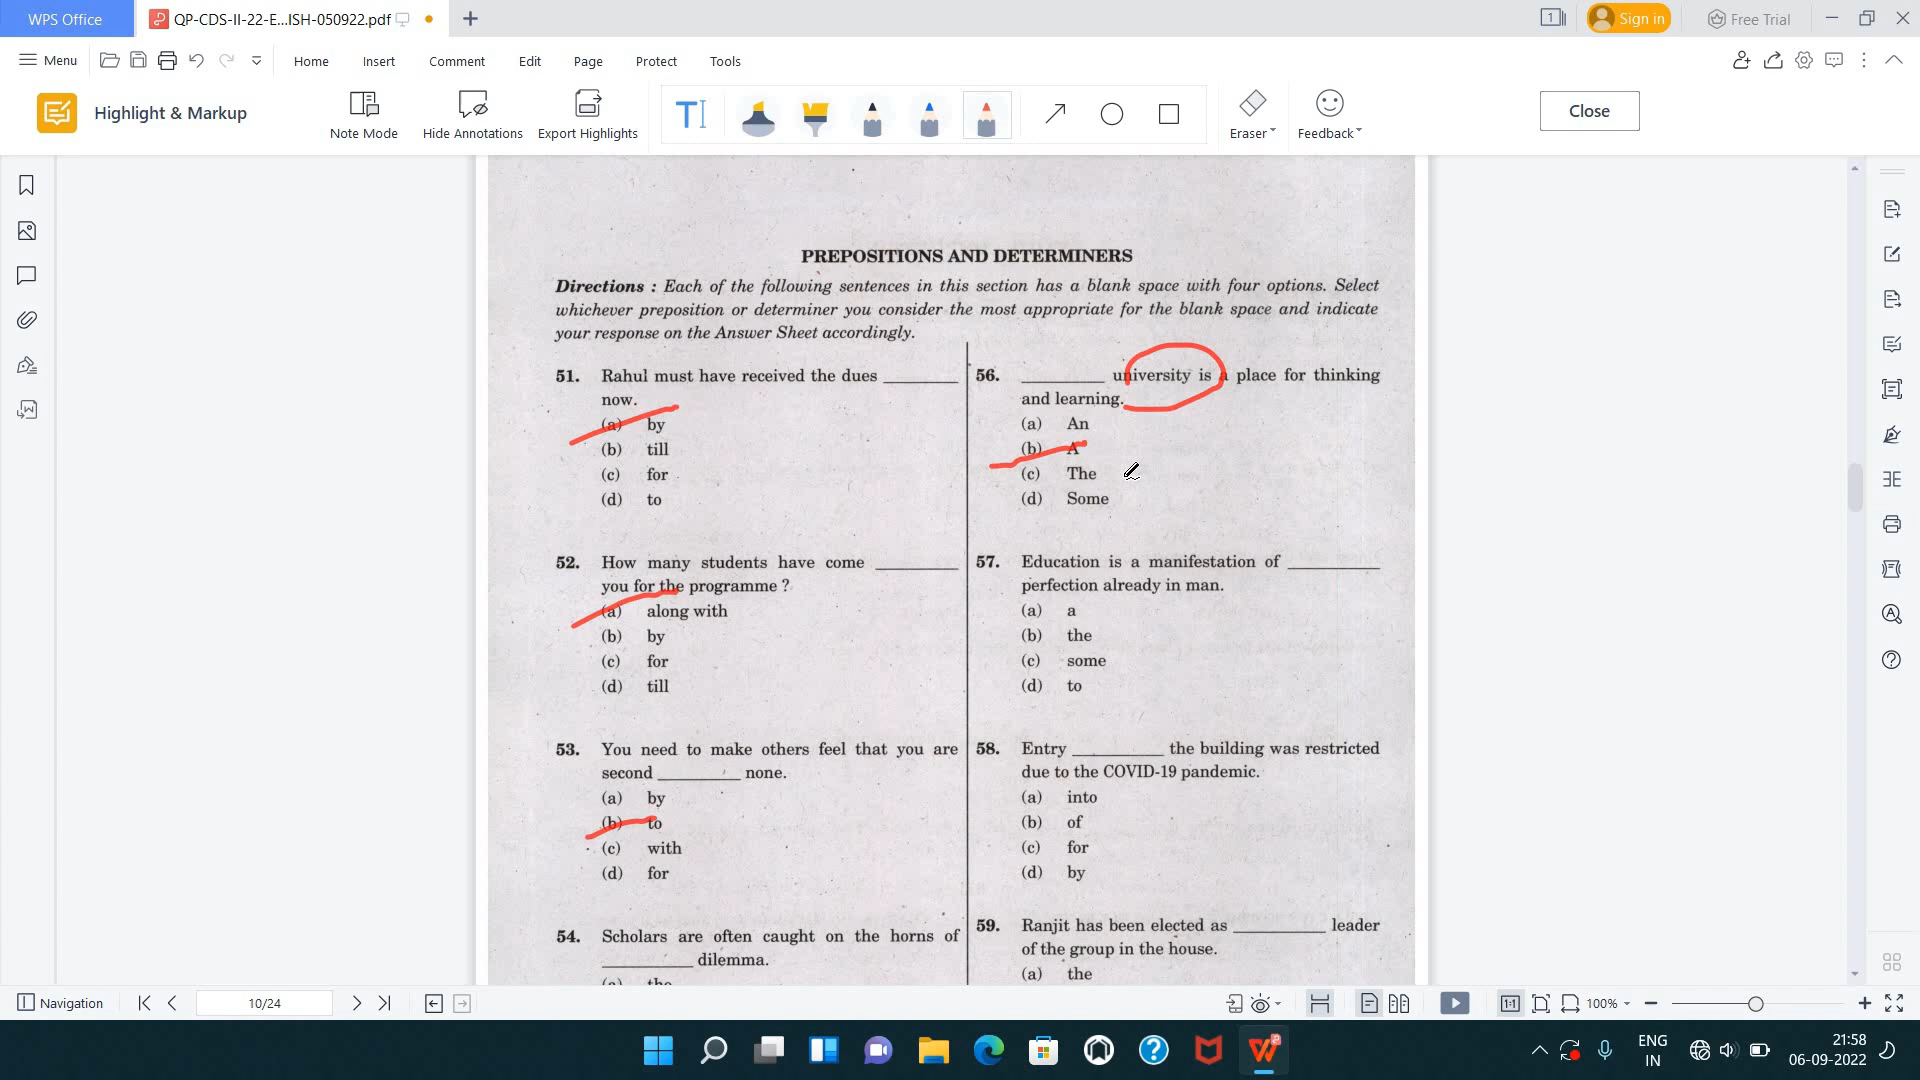 WPS Office
QP-CDS-II-22-E...ISH-050922.pdf
Sign in
Free Trial
Menu
Home
Insert
Comment
Edit
Page
Protect
Tools
Highlight & Markup
Note Mode
Hide Annotations
Export Highlights
Eraser
Feedback
Close
PREPOSITIONS AND DETERMINERS
Directions : Each of the following sentences in this section has a blank space with four options. Select
whichever preposition or determiner you consider the most appropriate for the blank space and indicate
your response on the Answer Sheet accordingly.
51. Rahul must have received the dues ________
now.
(a) by
(b) till
(c) for
(d) to
52. How many students have come ________
you for the programme ?
(a) along with
(b) by
(c) for
(d) till
53. You need to make others feel that you are
second ________ none.
(a) by
(b) to
(c) with
(d) for
54. Scholars are often caught on the horns of
________ dilemma.
(a) the
56. ________ university is a place for thinking
and learning.
(a) An
(b) A
(c) The
(d) Some
57. Education is a manifestation of ________
perfection already in man.
(a) a
(b) the
(c) some
(d) to
58. Entry ________ the building was restricted
due to the COVID-19 pandemic.
(a) into
(b) of
(c) for
(d) by
59. Ranjit has been elected as ________ leader
of the group in the house.
(a) the
Navigation
10/24
100%
ENG
IN
21:58
06-09-2022